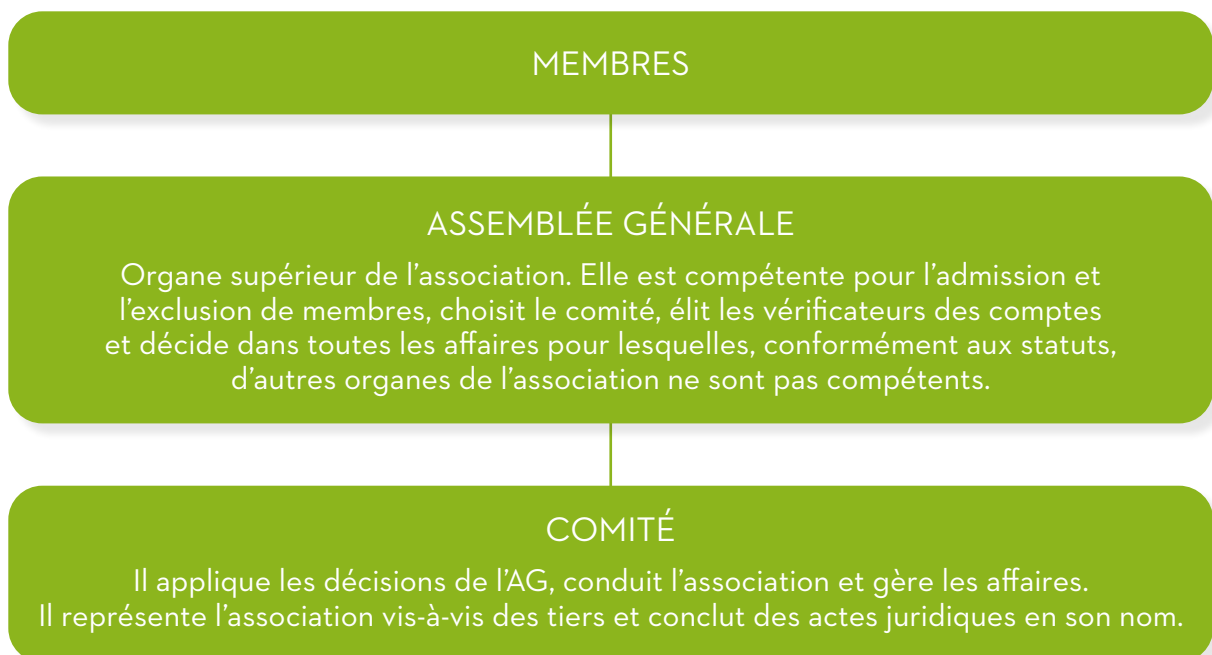 MEMBRES
ASSEMBLÉE GÉNÉRALE
Organe supérieur de l’association. Elle est compétente pour l’admission et
l’exclusion de membres, choisit le comité, élit les vérificateurs des comptes
et décide dans toutes les affaires pour lesquelles, conformément aux statuts,
d’autres organes de l’association ne sont pas compétents.
COMITÉ
Il applique les décisions de l’AG, conduit l’association et gère les affaires.
Il représente l’association vis-à-vis des tiers et conclut des actes juridiques en son nom.